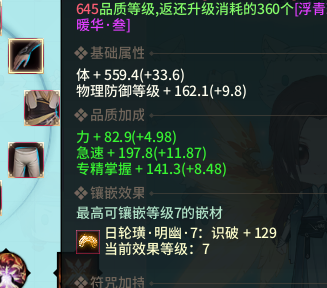 645品质等级,返还升级消耗的360个[浮青
暖华·叁]
基础属性
体 + 559.4(+33.6)
物理防御等级 + 162.1(+9.8)
品质加成
力 + 82.9(+4.98)
急速 + 197.8(+11.87)
专精掌握 + 141.3(+8.48)
镶嵌效果
最高可镶嵌等级7的嵌材
日轮璜·明幽·7：识破 + 129
当前效果等级：7
符咒加持